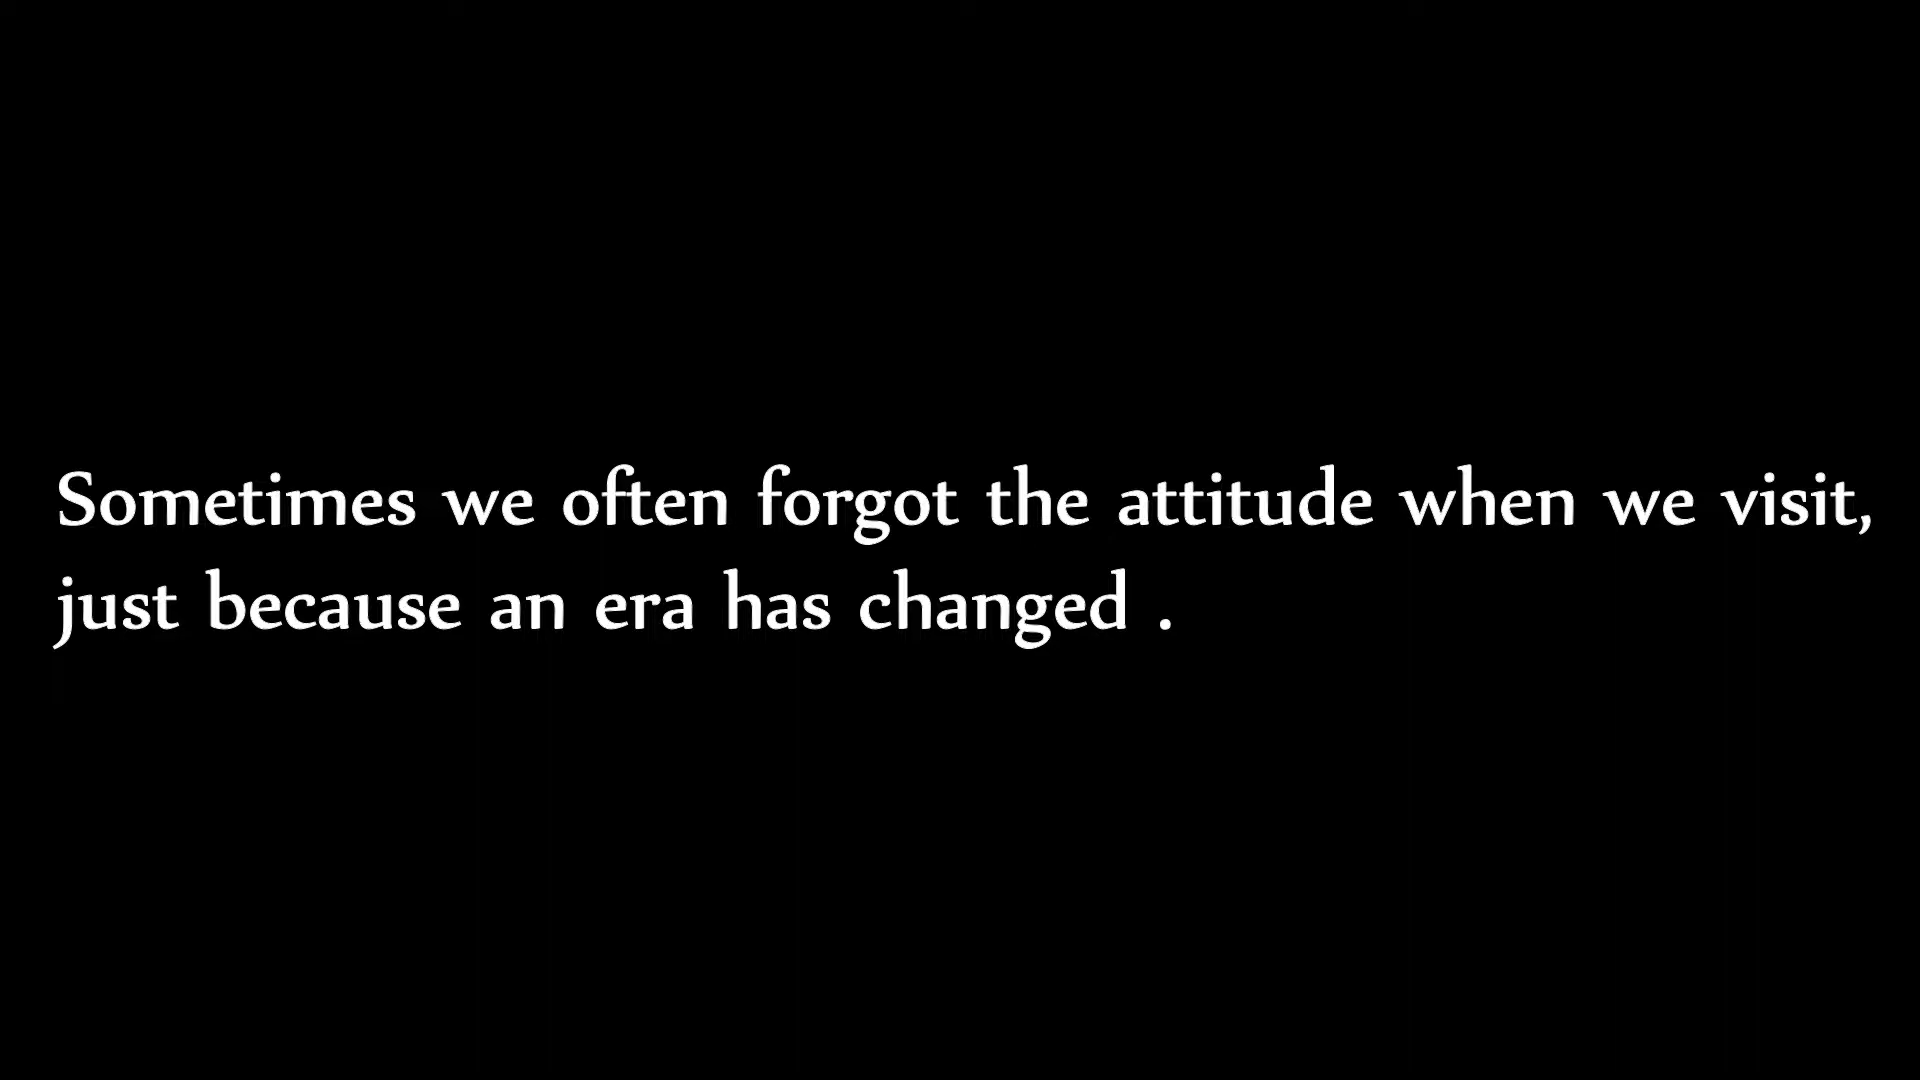 Sometimes we often forgot the attitude when we visit,
just because an era has changed .